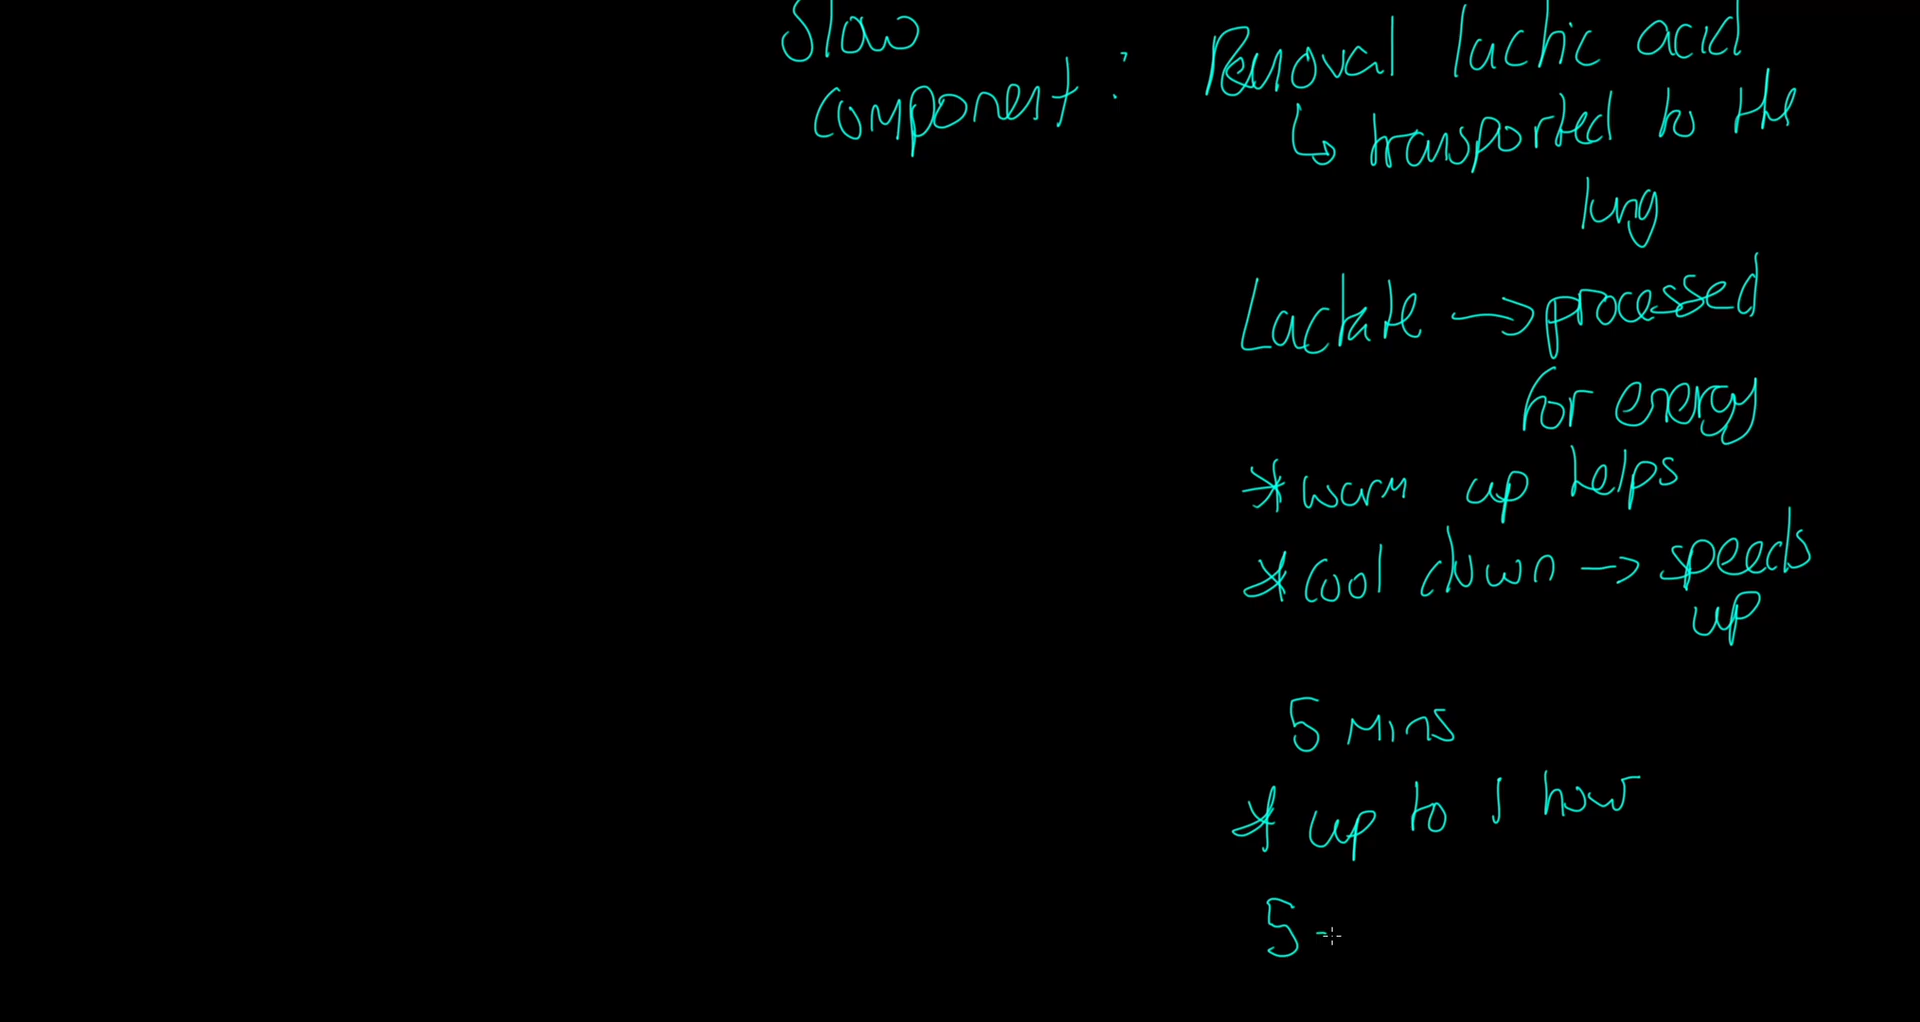 Slow
component : Removal lactic acid
↳ transported to the
lung
Lactate → processed
for energy
* warm up helps
* cool down → speeds
up
5 mins
* up to 1 hour
5 -